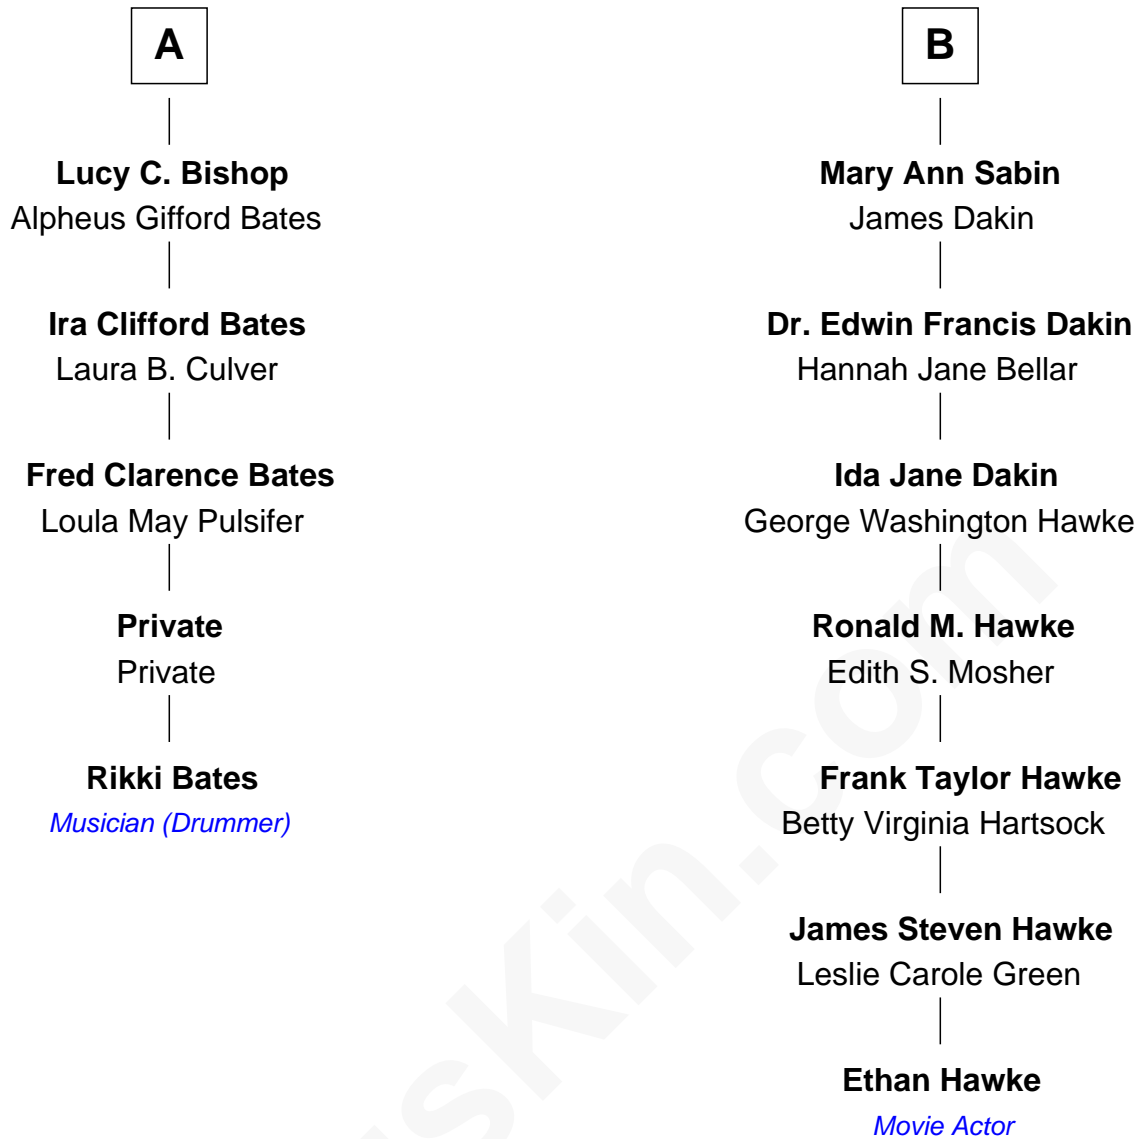 A
Lucy C. Bishop
Alpheus Gifford Bates
Ira Clifford Bates
Laura B. Culver
Fred Clarence Bates
Loula May Pulsifer
Private
Private
Rikki Bates
Musician (Drummer)
B
Mary Ann Sabin
James Dakin
Dr. Edwin Francis Dakin
Hannah Jane Bellar
Ida Jane Dakin
George Washington Hawke
Ronald M. Hawke
Edith S. Mosher
Frank Taylor Hawke
Betty Virginia Hartsock
James Steven Hawke
Leslie Carole Green
Ethan Hawke
Movie Actor
sKin.com